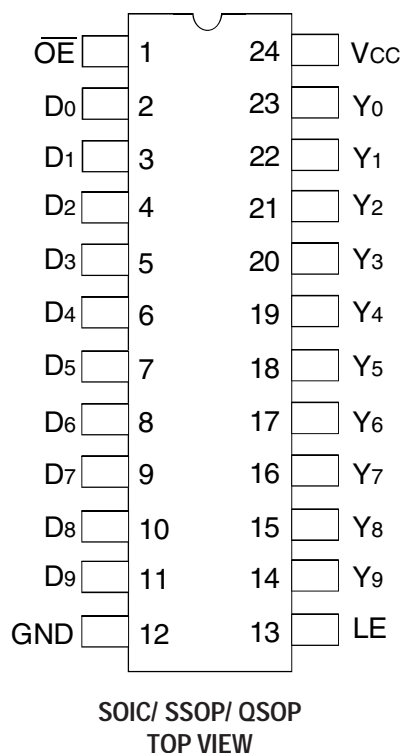 OE 1 24 VCC
D0 2 23 Y0
D1 3 22 Y1
D2 4 21 Y2
D3 5 20 Y3
D4 6 19 Y4
D5 7 18 Y5
D6 8 17 Y6
D7 9 16 Y7
D8 10 15 Y8
D9 11 14 Y9
GND 12 13 LE
SOIC/ SSOP/ QSOP
TOP VIEW